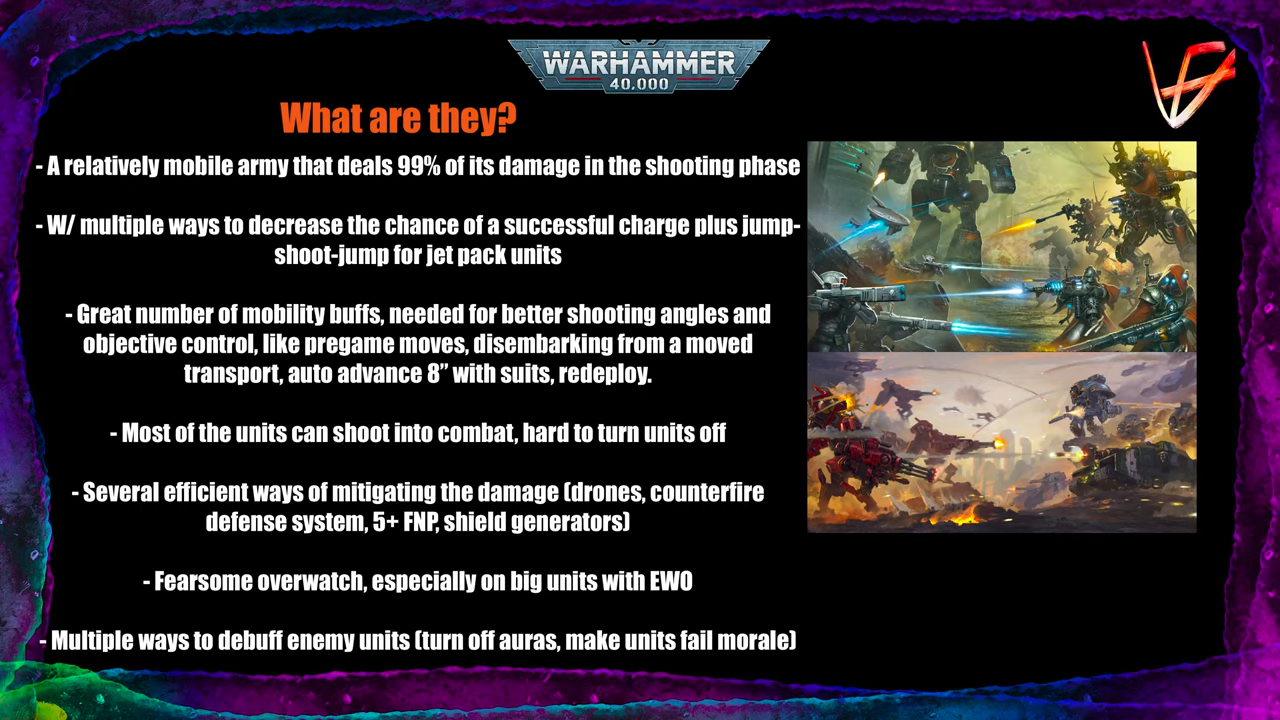 WARHAMMER
40,000
What are they?
- A relatively mobile army that deals 99% of its damage in the shooting phase
- W/ multiple ways to decrease the chance of a successful charge plus jump-
shoot-jump for jet pack units
- Great number of mobility buffs, needed for better shooting angles and
objective control, like pregame moves, disembarking from a moved
transport, auto advance 8” with suits, redeploy.
- Most of the units can shoot into combat, hard to turn units off
- Several efficient ways of mitigating the damage (drones, counterfire
defense system, 5+ FNP, shield generators)
- Fearsome overwatch, especially on big units with EWO
- Multiple ways to debuff enemy units (turn off auras, make units fail morale)